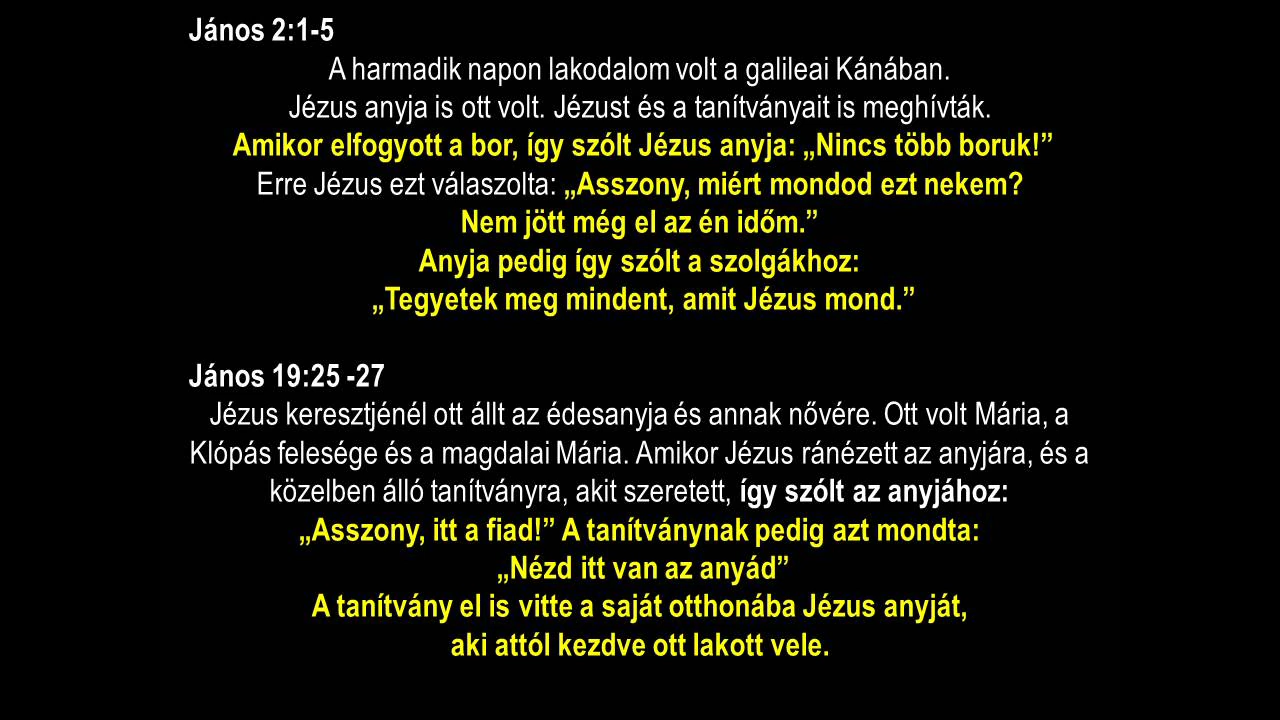 János 2:1-5
A harmadik napon lakodalom volt a galileai Kánában.
Jézus anyja is ott volt. Jézust és a tanítványait is meghívták.
Amikor elfogyott a bor, így szólt Jézus anyja: „Nincs több boruk!”
Erre Jézus ezt válaszolta: „Asszony, miért mondod ezt nekem?
Nem jött még el az én időm.”
Anyja pedig így szólt a szolgákhoz:
„Tegyetek meg mindent, amit Jézus mond.”
János 19:25 -27
Jézus keresztjénél ott állt az édesanyja és annak nővére. Ott volt Mária, a
Klópás felesége és a magdalai Mária. Amikor Jézus ránézett az anyjára, és a
közelben álló tanítványra, akit szeretett, így szólt az anyjához:
„Asszony, itt a fiad!” A tanítványnak pedig azt mondta:
„Nézd itt van az anyád”
A tanítvány el is vitte a saját otthonába Jézus anyját,
aki attól kezdve ott lakott vele.